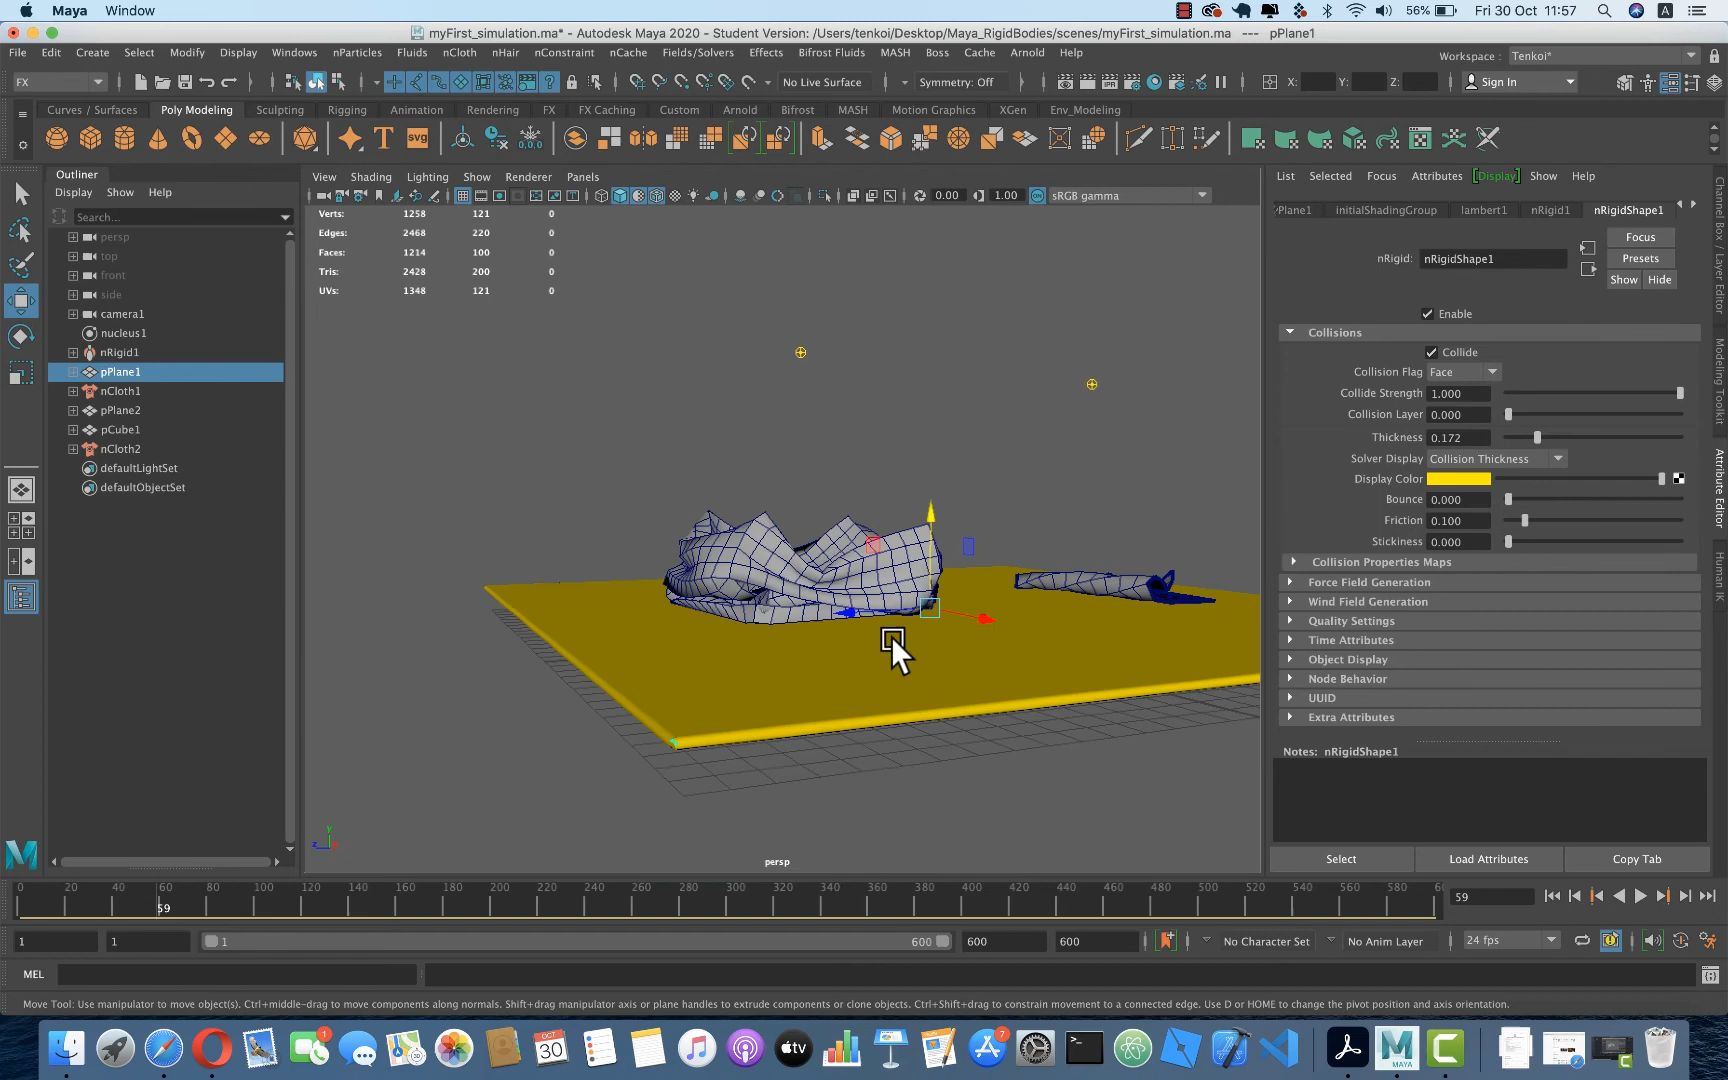 Maya Window 56% Fri 30 Oct 11:57 A
myFirst_simulation.ma* - Autodesk Maya 2020 - Student Version: /Users/tenkoi/Desktop/Maya_RigidBodies/scenes/myFirst_simulation.ma --- pPlane1
File Edit Create Select Modify Display Windows nParticles Fluids nCloth nHair nConstraint nCache Fields/Solvers Effects Bifrost Fluids MASH Boss Cache Arnold Help Workspace : Tenkoi*
FX No Live Surface Symmetry: Off X: Y: Z: Sign In
Curves / Surfaces Poly Modeling Sculpting Rigging Animation Rendering FX FX Caching Custom Arnold Bifrost MASH Motion Graphics XGen Env_Modeling
T svg 0,0,0
Outliner
Display Show Help
Search...
persp
top
front
side
camera1
nucleus1
nRigid1
pPlane1
nCloth1
pPlane2
pCube1
nCloth2
defaultLightSet
defaultObjectSet
View Shading Lighting Show Renderer Panels
0.00 1.00 sRGB gamma
Verts: 1258 121 0
Edges: 2468 220 0
Faces: 1214 100 0
Tris: 2428 200 0
UVs: 1348 121 0
y
z
persp
List Selected Focus Attributes Display Show Help
Plane1 initialShadingGroup lambert1 nRigid1 nRigidShape1
nRigid: nRigidShape1
Focus
Presets
Show Hide
Enable
Collisions
Collide
Collision Flag Face
Collide Strength 1.000
Collision Layer 0.000
Thickness 0.172
Solver Display Collision Thickness
Display Color
Bounce 0.000
Friction 0.100
Stickiness 0.000
Collision Properties Maps
Force Field Generation
Wind Field Generation
Quality Settings
Time Attributes
Object Display
Node Behavior
UUID
Extra Attributes
Notes: nRigidShape1
Select Load Attributes Copy Tab
Channel Box / Layer Editor
Modeling Toolkit
Attribute Editor
Human IK
0 20 40 60 80 100 120 140 160 180 200 220 240 260 280 300 320 340 360 380 400 420 440 460 480 500 520 540 560 580 60
59
59
1 1 1 600 600 600 No Character Set No Anim Layer 24 fps
MEL
Move Tool: Use manipulator to move object(s). Ctrl+middle-drag to move components along normals. Shift+drag manipulator axis or plane handles to extrude components or clone objects. Ctrl+Shift+drag to constrain movement to a connected edge. Use D or HOME to change the pivot position and axis orientation.
1 OCT 30 tv 7 >_ M MAYA C